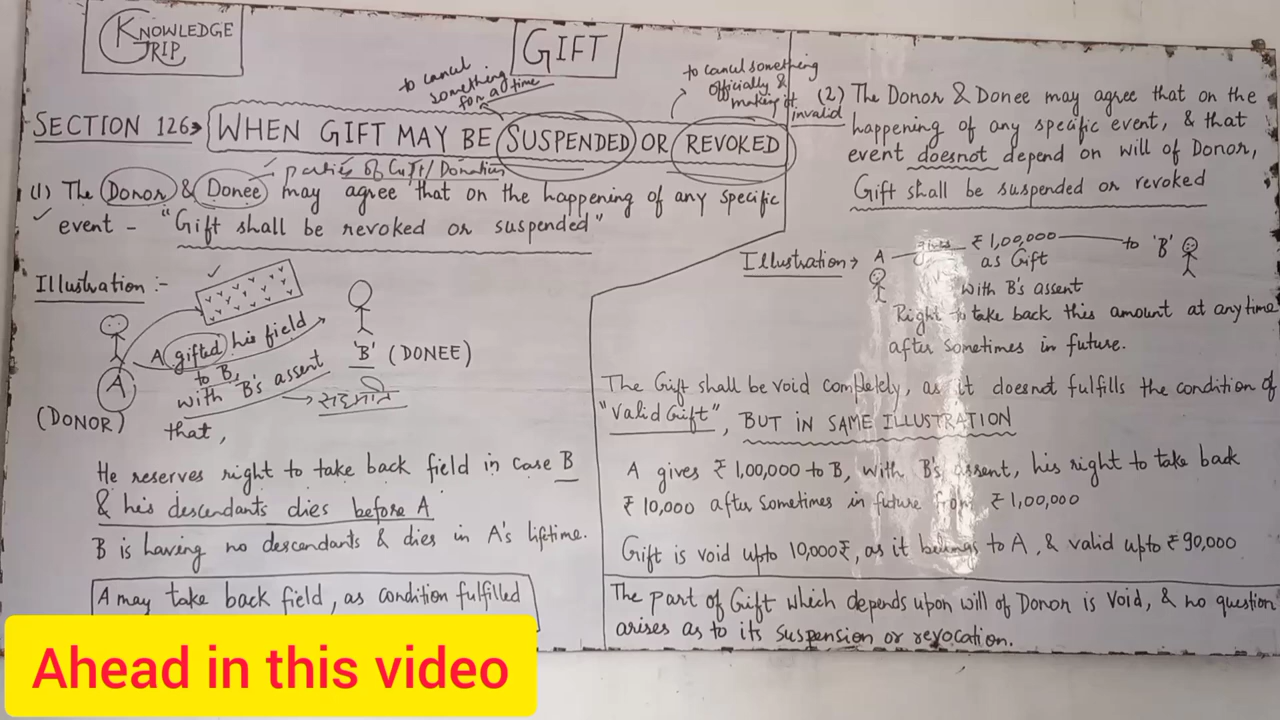 KNOWLEDGE
GRIP
GIFT
to cancel
something
for a time
to cancel something
officially &
making it
invalid
SECTION 126→ WHEN GIFT MAY BE SUSPENDED OR REVOKED
parties of Gift/Donation
(1) The Donor & Donee may agree that on the happening of any specific
event - "Gift shall be revoked or suspended"
Illustration :-
A gifted his field
to B,
with B's assent
that,
A
(DONOR)
'B' (DONEE)
He reserves right to take back field in case B
& his descendants dies before A
B is having no descendants & dies in A's lifetime.
A may take back field, as condition fulfilled
(2) The Donor & Donee may agree that on the
happening of any specific event, & that
event doesnot depend on will of Donor,
Gift shall be suspended or revoked
Illustration → A gives ₹ 1,00,000 to 'B'
as Gift
with B's assent
Right to take back this amount at anytime
after sometimes in future.
The Gift shall be void completely, as it doesnot fulfills the condition of
"Valid Gift", BUT IN SAME ILLUSTRATION
A gives ₹ 1,00,000 to B, with B's assent, his right to take back
₹ 10,000 after sometimes in future from ₹ 1,00,000
Gift is void upto 10,000₹, as it belongs to A, & valid upto ₹ 90,000
The part of Gift which depends upon will of Donor is void, & no question
arises as to its suspension or revocation.
Ahead in this video